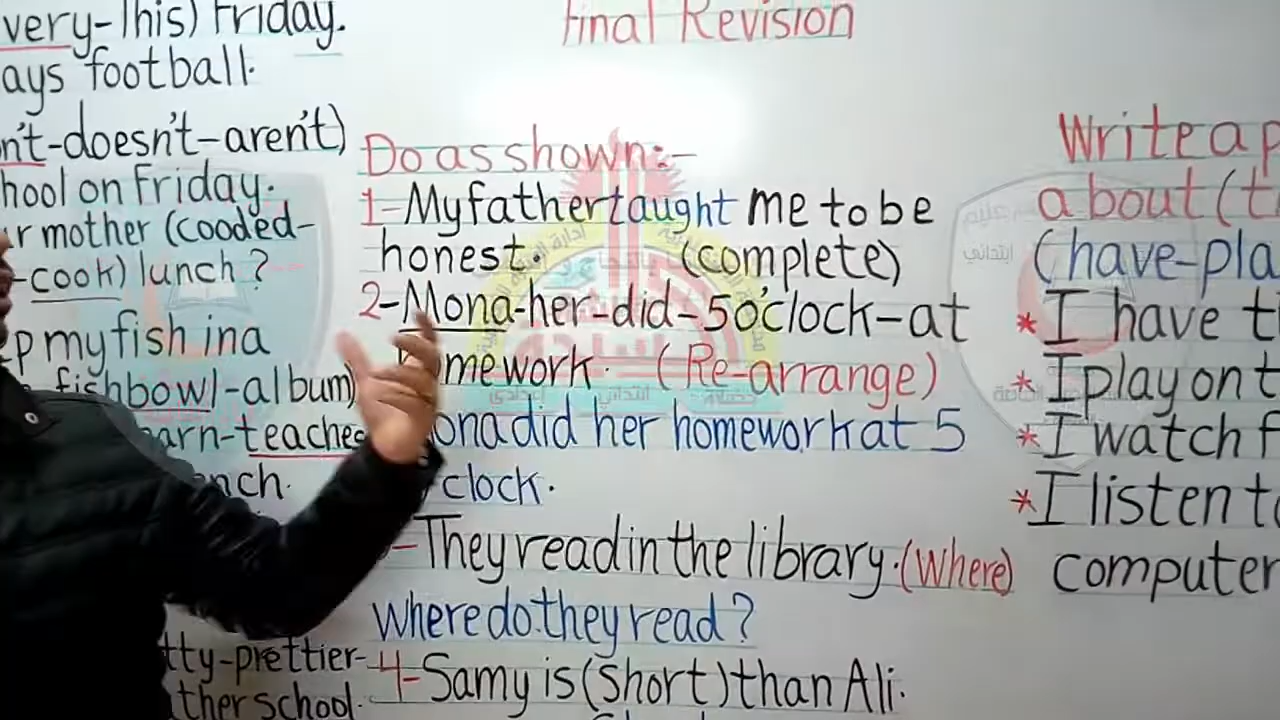 very-This) Friday.
ays football.
n't-doesn't-aren't)
hool on Friday.
r mother (cooded-
-cook) lunch ?
p my fish in a
fishbowl-album)
arn-teaches
nch.
tty-prettier-
ther school.
Final Revision
Do as shown:-
1-My father taught me to be
honest. (complete)
2-Mona-her-did-5o'clock-at
mework. (Re-arrange)
ona did her homework at 5
clock.
-They read in the library.(Where)
Where do they read ?
4-Samy is (Short) than Ali.
Write a p
about (t
(have-pla
* I have t
* I play on t
* I watch f
* I listen to
computer